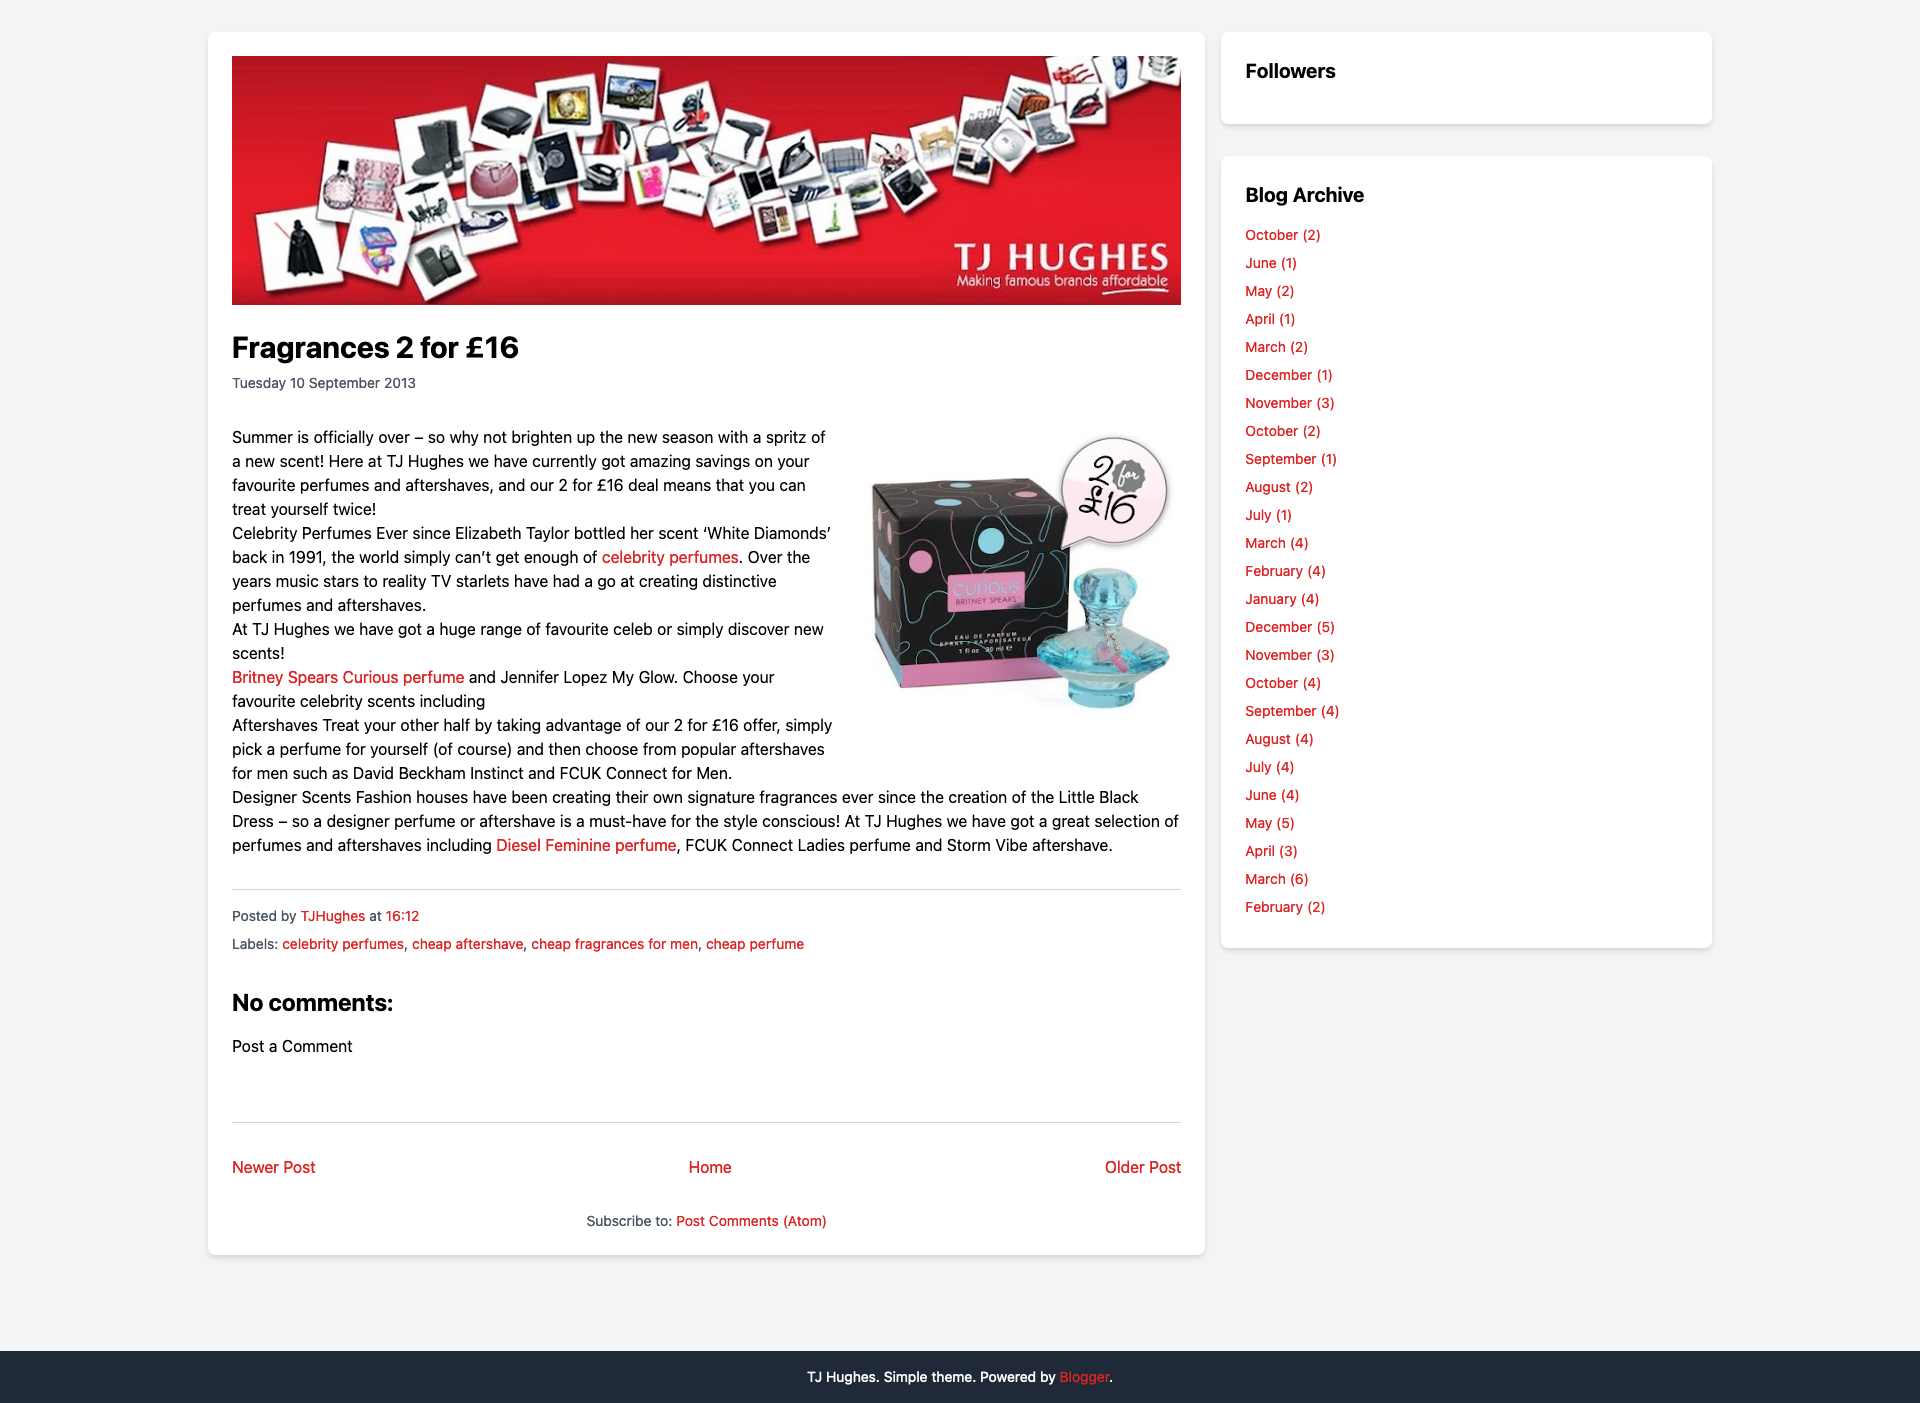 TJ HUGHES
Making famous brands affordable
Fragrances 2 for £16
Tuesday 10 September 2013
Summer is officially over – so why not brighten up the new season with a spritz of
a new scent! Here at TJ Hughes we have currently got amazing savings on your
favourite perfumes and aftershaves, and our 2 for £16 deal means that you can
treat yourself twice!
Celebrity Perfumes Ever since Elizabeth Taylor bottled her scent ‘White Diamonds’
back in 1991, the world simply can’t get enough of celebrity perfumes. Over the
years music stars to reality TV starlets have had a go at creating distinctive
perfumes and aftershaves.
At TJ Hughes we have got a huge range of favourite celeb or simply discover new
scents!
Britney Spears Curious perfume and Jennifer Lopez My Glow. Choose your
favourite celebrity scents including
Aftershaves Treat your other half by taking advantage of our 2 for £16 offer, simply
pick a perfume for yourself (of course) and then choose from popular aftershaves
for men such as David Beckham Instinct and FCUK Connect for Men.
Designer Scents Fashion houses have been creating their own signature fragrances ever since the creation of the Little Black
Dress – so a designer perfume or aftershave is a must-have for the style conscious! At TJ Hughes we have got a great selection of
perfumes and aftershaves including Diesel Feminine perfume, FCUK Connect Ladies perfume and Storm Vibe aftershave.
2 for
£16
curious
BRITNEY SPEARS
EAU DE PARFUM
SPRAY / VAPORISATEUR
1 fl oz 30 ml e
Posted by TJHughes at 16:12
Labels: celebrity perfumes, cheap aftershave, cheap fragrances for men, cheap perfume
No comments:
Post a Comment
Newer Post
Home
Older Post
Subscribe to: Post Comments (Atom)
Followers
Blog Archive
October (2)
June (1)
May (2)
April (1)
March (2)
December (1)
November (3)
October (2)
September (1)
August (2)
July (1)
March (4)
February (4)
January (4)
December (5)
November (3)
October (4)
September (4)
August (4)
July (4)
June (4)
May (5)
April (3)
March (6)
February (2)
TJ Hughes. Simple theme. Powered by Blogger.